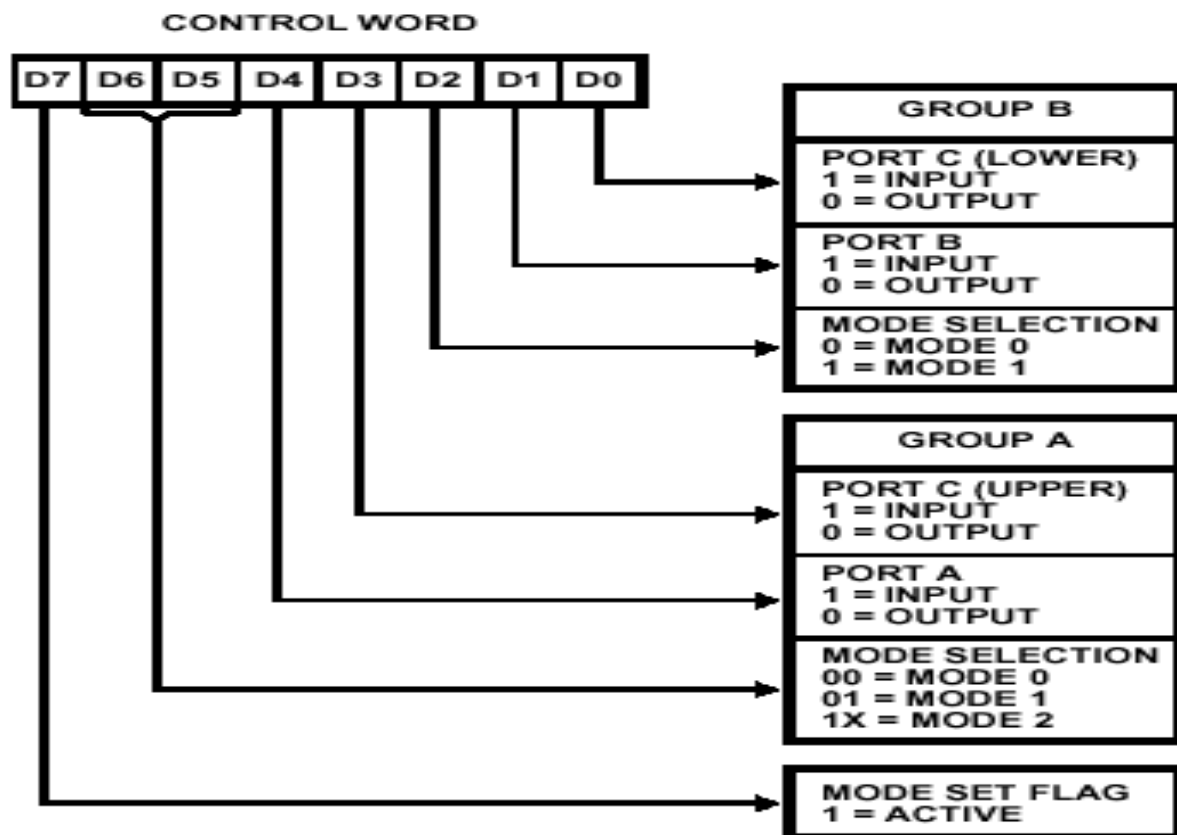 CONTROL WORD
D7 D6 D5 D4 D3 D2 D1 D0
GROUP B
PORT C (LOWER)
1 = INPUT
0 = OUTPUT
PORT B
1 = INPUT
0 = OUTPUT
MODE SELECTION
0 = MODE 0
1 = MODE 1
GROUP A
PORT C (UPPER)
1 = INPUT
0 = OUTPUT
PORT A
1 = INPUT
0 = OUTPUT
MODE SELECTION
00 = MODE 0
01 = MODE 1
1X = MODE 2
MODE SET FLAG
1 = ACTIVE